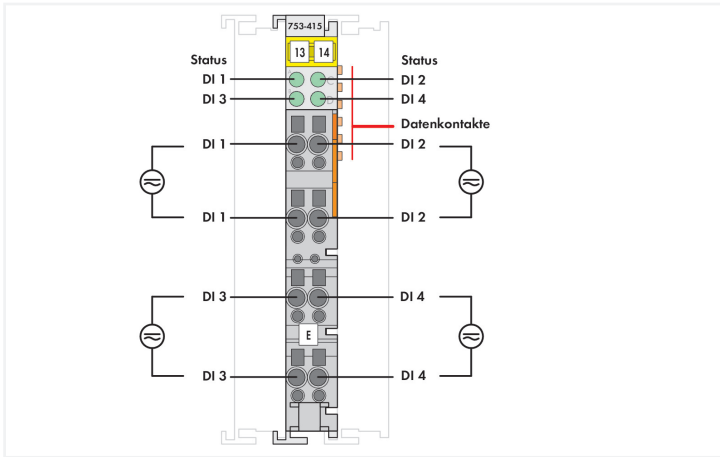 753-415
13 14
Status Status
DI 1 DI 2
DI 3 DI 4
Datenkontakte
DI 1 DI 2
DI 1 DI 2
DI 3 DI 4
E
DI 3 DI 4